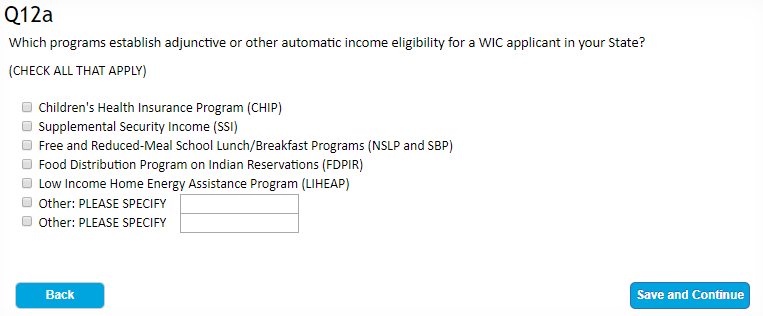 Q12a
Which programs establish adjunctive or other automatic income eligibility for a WIC applicant in your State?
(CHECK ALL THAT APPLY)
Children's Health Insurance Program (CHIP)
Supplemental Security Income (SSI)
Free and Reduced-Meal School Lunch/Breakfast Programs (NSLP and SBP)
Food Distribution Program on Indian Reservations (FDPIR)
Low Income Home Energy Assistance Program (LIHEAP)
Other: PLEASE SPECIFY
Other: PLEASE SPECIFY
Back
Save and Continue